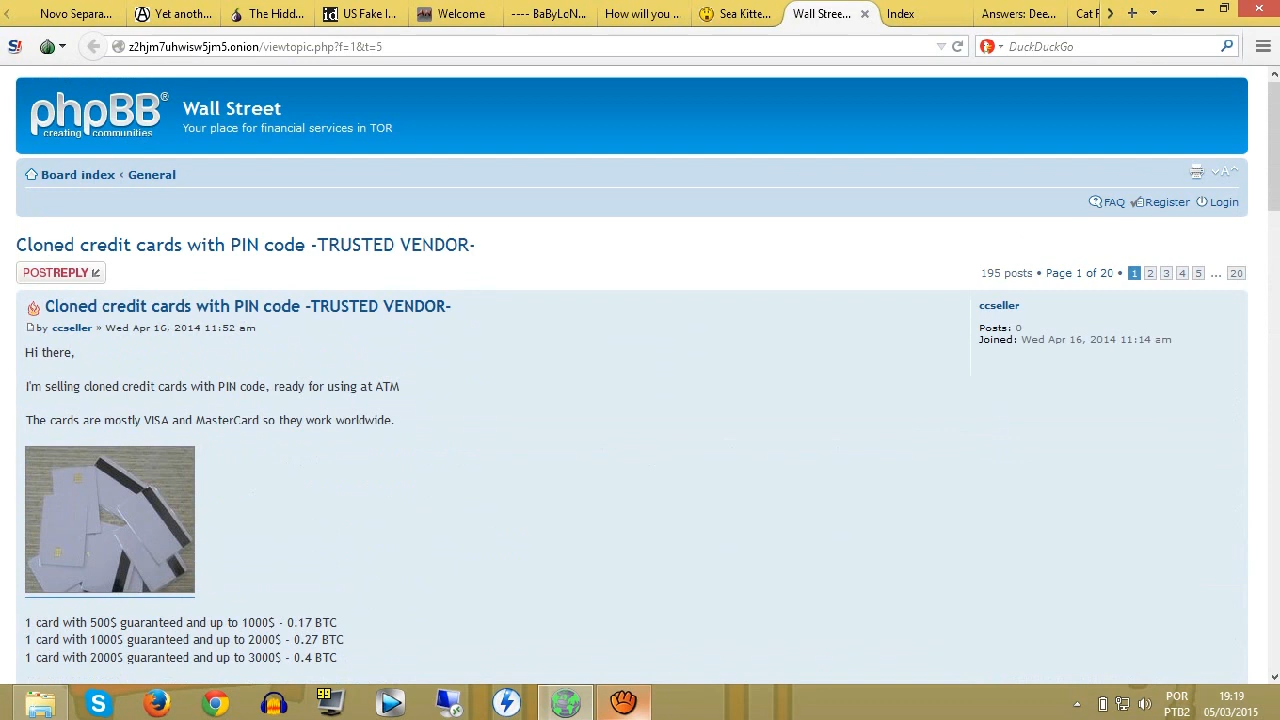 Novo Separa...
Yet anoth...
The Hidd...
US Fake I...
Welcome
---- BaByLoN...
How will you ...
Sea Kitte...
Wall Stree...
Index
Answers: Dee...
Cat F
z2hjm7uhwisw5jm5.onion/viewtopic.php?f=1&t=5
DuckDuckGo
phpBB®
creating communities
Wall Street
Your place for financial services in TOR
Board index ‹ General
FAQ Register Login
Cloned credit cards with PIN code -TRUSTED VENDOR-
POSTREPLY
195 posts • Page 1 of 20 • 1 2 3 4 5 ... 20
Cloned credit cards with PIN code -TRUSTED VENDOR-
by ccseller » Wed Apr 16, 2014 11:52 am
ccseller
Posts: 0
Joined: Wed Apr 16, 2014 11:14 am
Hi there,
I'm selling cloned credit cards with PIN code, ready for using at ATM
The cards are mostly VISA and MasterCard so they work worldwide.
1 card with 500$ guaranteed and up to 1000$ - 0.17 BTC
1 card with 1000$ guaranteed and up to 2000$ - 0.27 BTC
1 card with 2000$ guaranteed and up to 3000$ - 0.4 BTC
99
POR
PTB2
19:19
05/03/2015